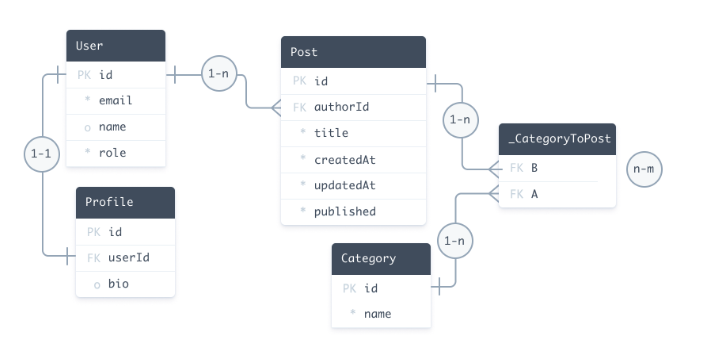 User
PK id
* email
o name
* role
1-1
Profile
PK id
FK userId
o bio
1-n
Post
PK id
FK authorId
* title
* createdAt
* updatedAt
* published
1-n
_CategoryToPost
FK B
FK A
n-m
1-n
Category
PK id
* name